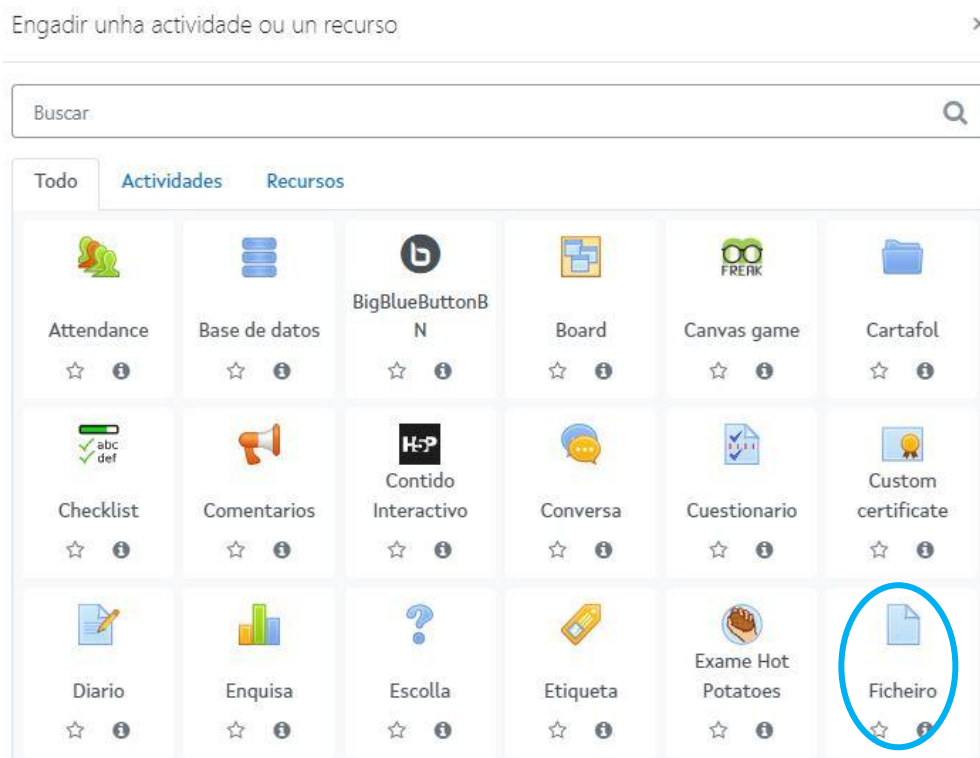 Engadir unha actividade ou un recurso
Buscar
Todo Actividades Recursos
FREAK
BigBlueButtonB
Attendance Base de datos N Board Canvas game Cartafol
abc
def
H5P
Contido Custom
Checklist Comentarios Interactivo Conversa Cuestionario certificate
Exame Hot
Diario Enquisa Escolla Etiqueta Potatoes Ficheiro